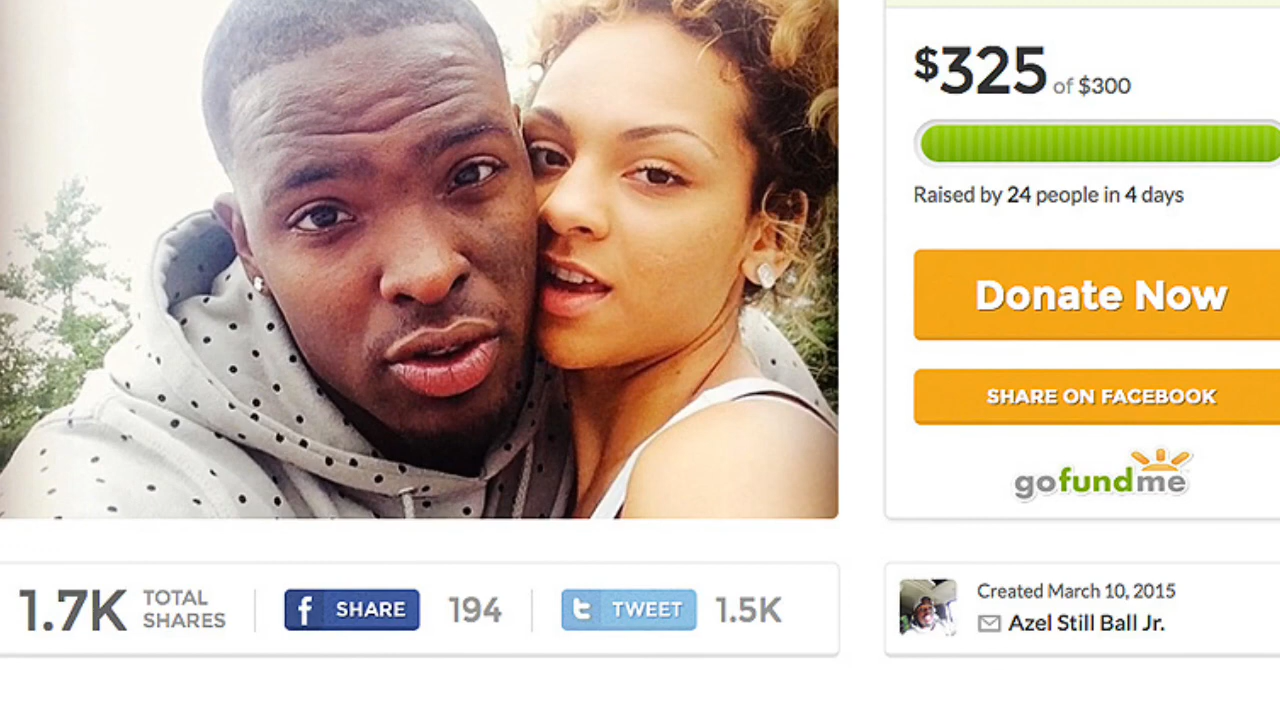 $325 of $300
Raised by 24 people in 4 days
Donate Now
SHARE ON FACEBOOK
gofundme
1.7K TOTAL SHARES
f SHARE 194
t TWEET 1.5K
Created March 10, 2015
Azel Still Ball Jr.